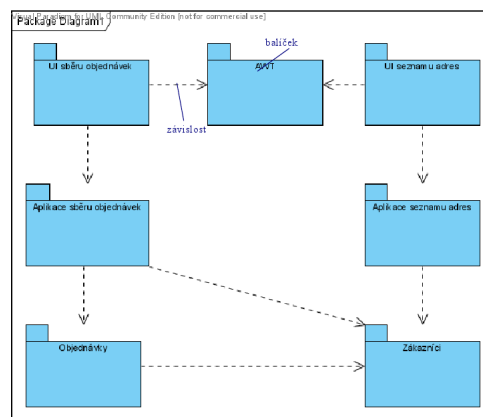 Visual Paradigm for UML Community Edition [not for commercial use]
Package Diagram1
balíček
UI sběru objednávek
AWT
UI seznamu adres
závislost
Aplikace sběru objednávek
Aplikace seznamu adres
Objednávky
Zákazníci